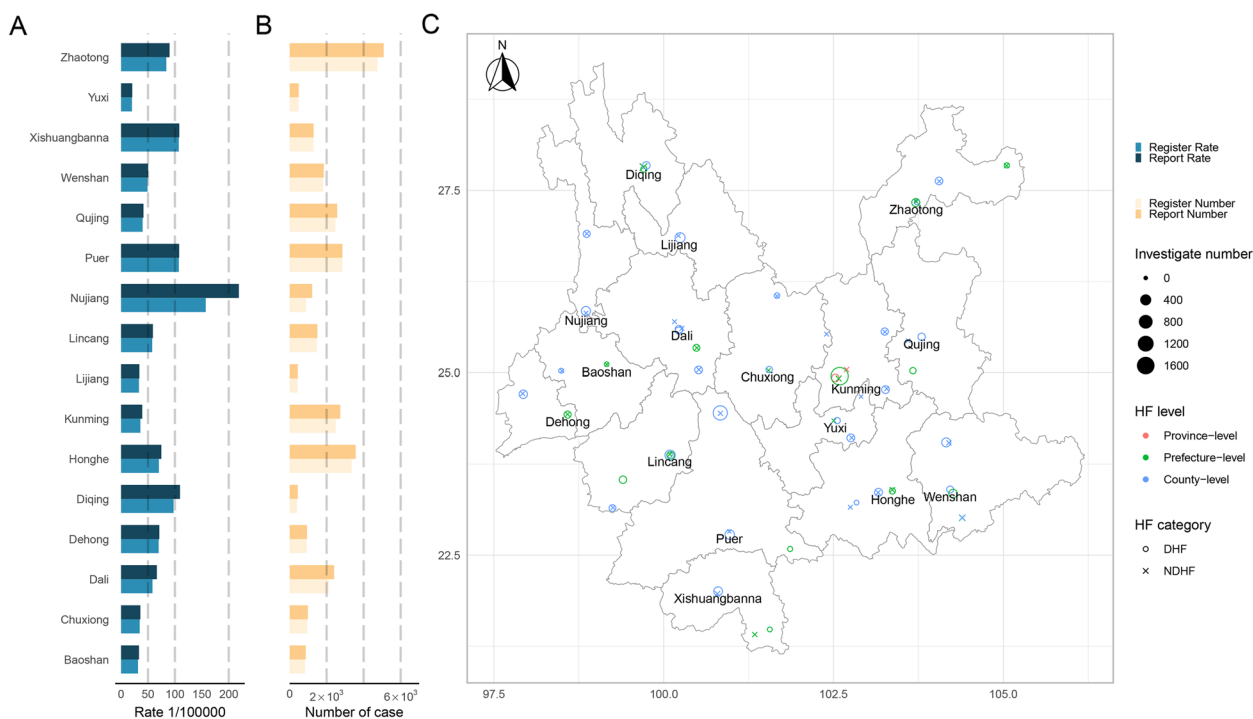 A
B
C
Zhaotong
Yuxi
Xishuangbanna
Wenshan
Qujing
Puer
Nujiang
Lincang
Lijiang
Kunming
Honghe
Diqing
Dehong
Dali
Chuxiong
Baoshan
0 50 100 200
Rate 1/100000
0 2×10³ 6×10³
Number of case
N
27.5
25.0
22.5
97.5 100.0 102.5 105.0
Diqing
Zhaotong
Lijiang
Nujiang
Dali
Qujing
Baoshan
Chuxiong
Kunming
Dehong
Yuxi
Lincang
Honghe
Wenshan
Puer
Xishuangbanna
Register Rate
Report Rate
Register Number
Report Number
Investigate number
0
400
800
1200
1600
HF level
Province-level
Prefecture-level
County-level
HF category
DHF
NDHF